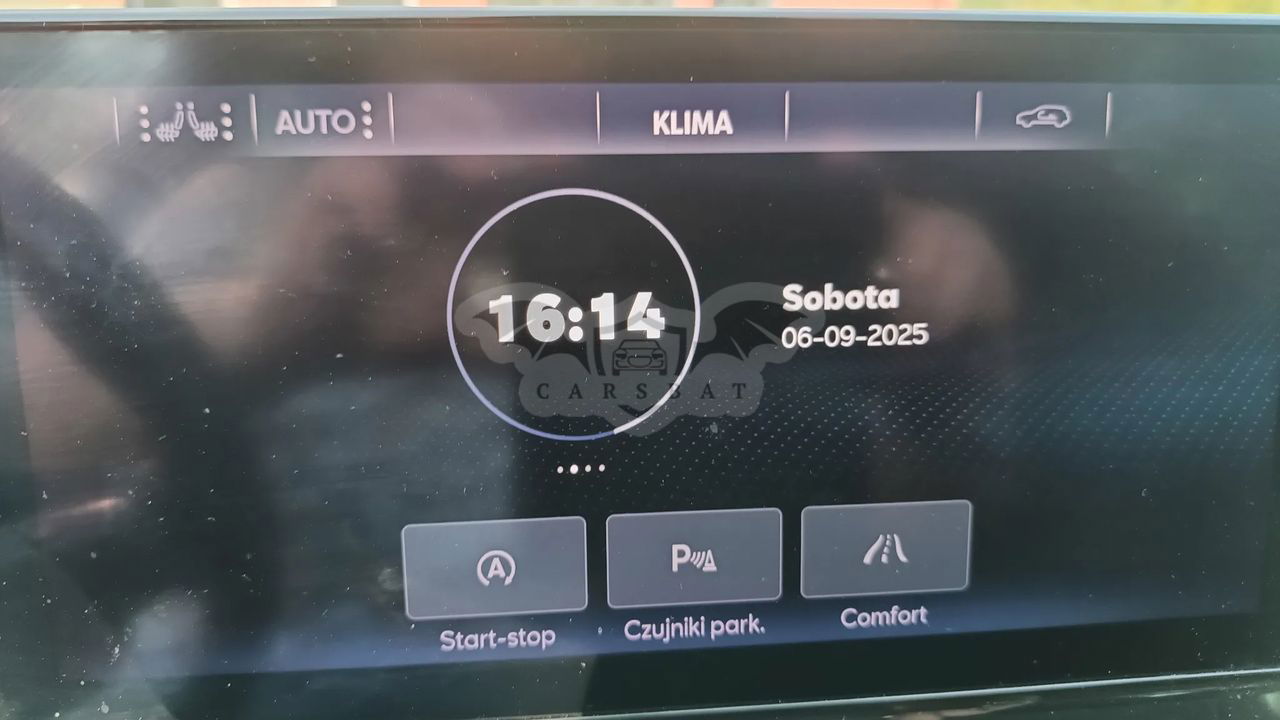 AUTO
KLIMA
16:14
Sobota
06-09-2025
CARSBAT
A
P
Start-stop
Czujniki park.
Comfort